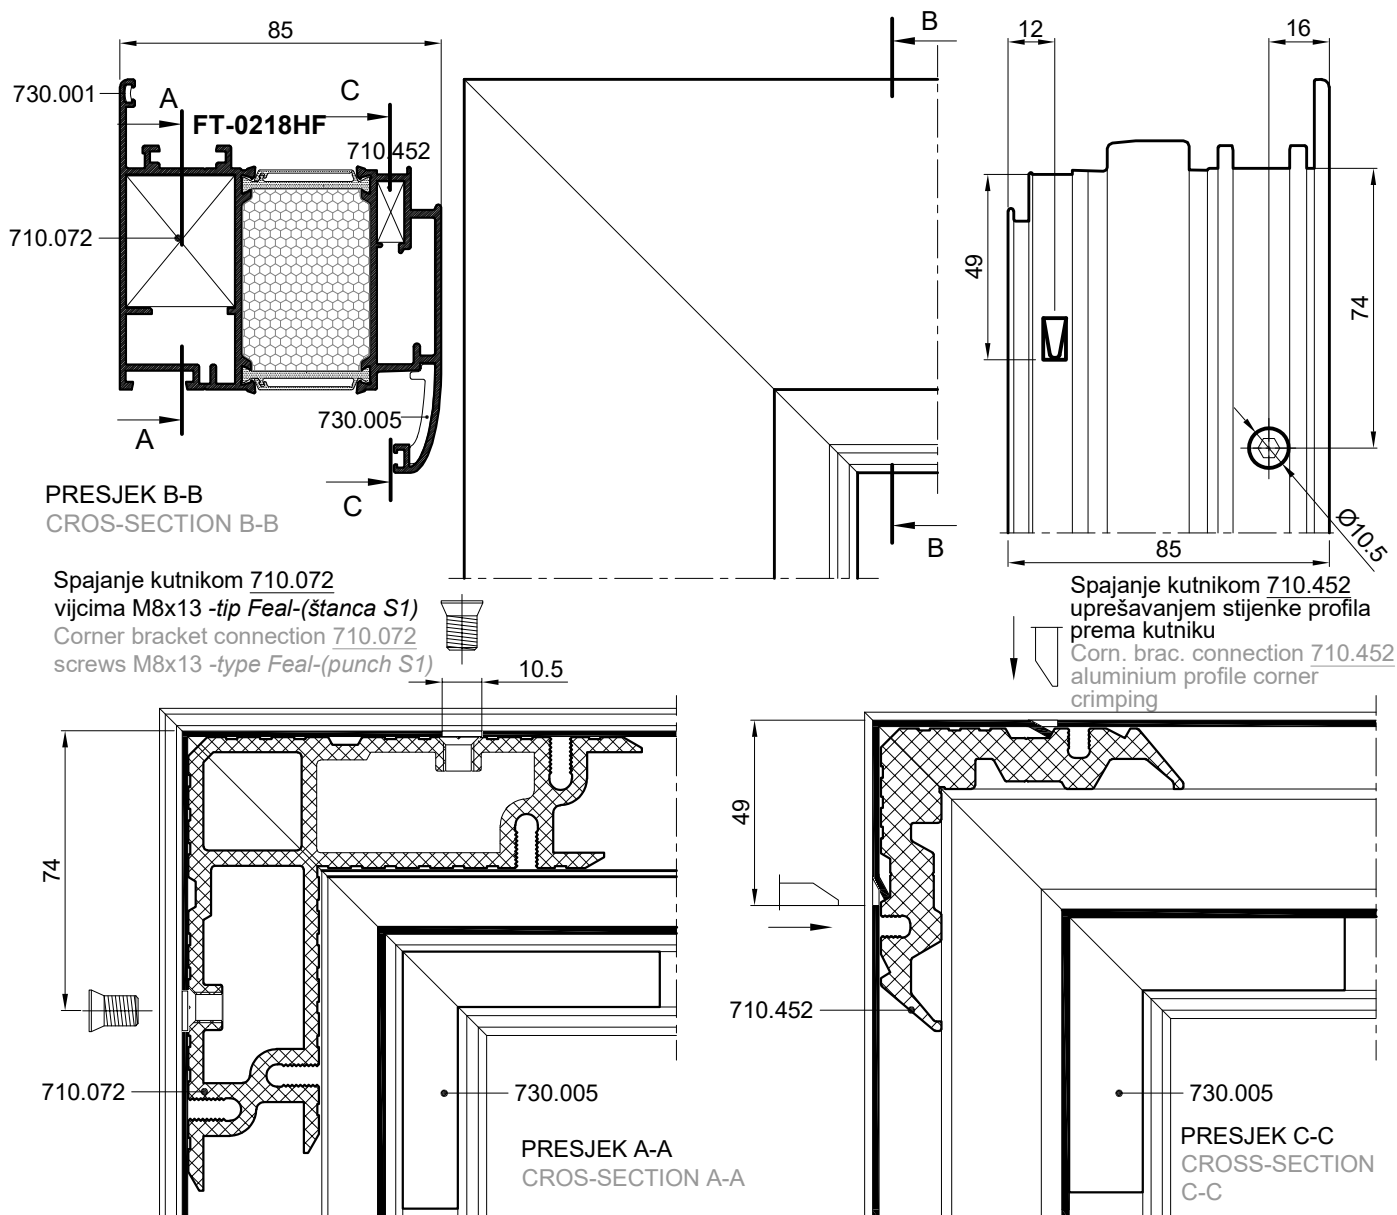 85
B
12
16
730.001
A
C
FT-0218HF
710.452
710.072
49
74
730.005
A
C
B
Ø10.5
85
PRESJEK B-B
CROS-SECTION B-B
Spajanje kutnikom 710.072
vijcima M8x13 -tip Feal-(štanca S1)
Corner bracket connection 710.072
screws M8x13 -type Feal-(punch S1)
Spajanje kutnikom 710.452
uprešavanjem stijenke profila
prema kutniku
Corn. brac. connection 710.452
aluminium profile corner
crimping
10.5
74
49
710.072
730.005
710.452
730.005
PRESJEK A-A
CROS-SECTION A-A
PRESJEK C-C
CROSS-SECTION
C-C